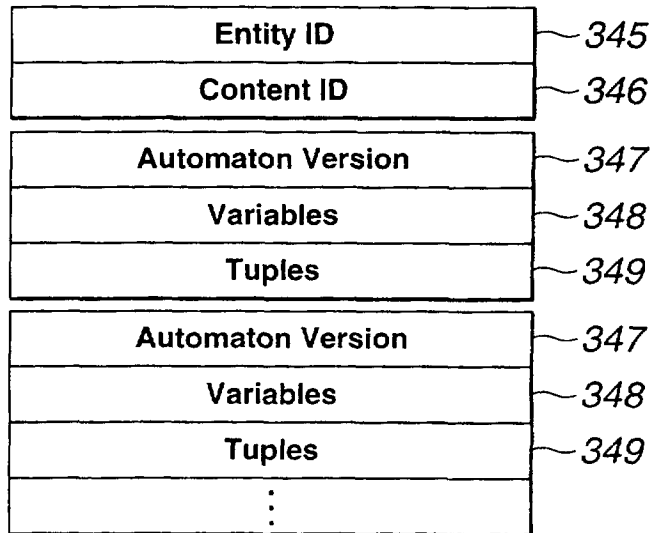 Entity ID 345
Content ID 346
Automaton Version 347
Variables 348
Tuples 349
Automaton Version 347
Variables 348
Tuples 349
⋮